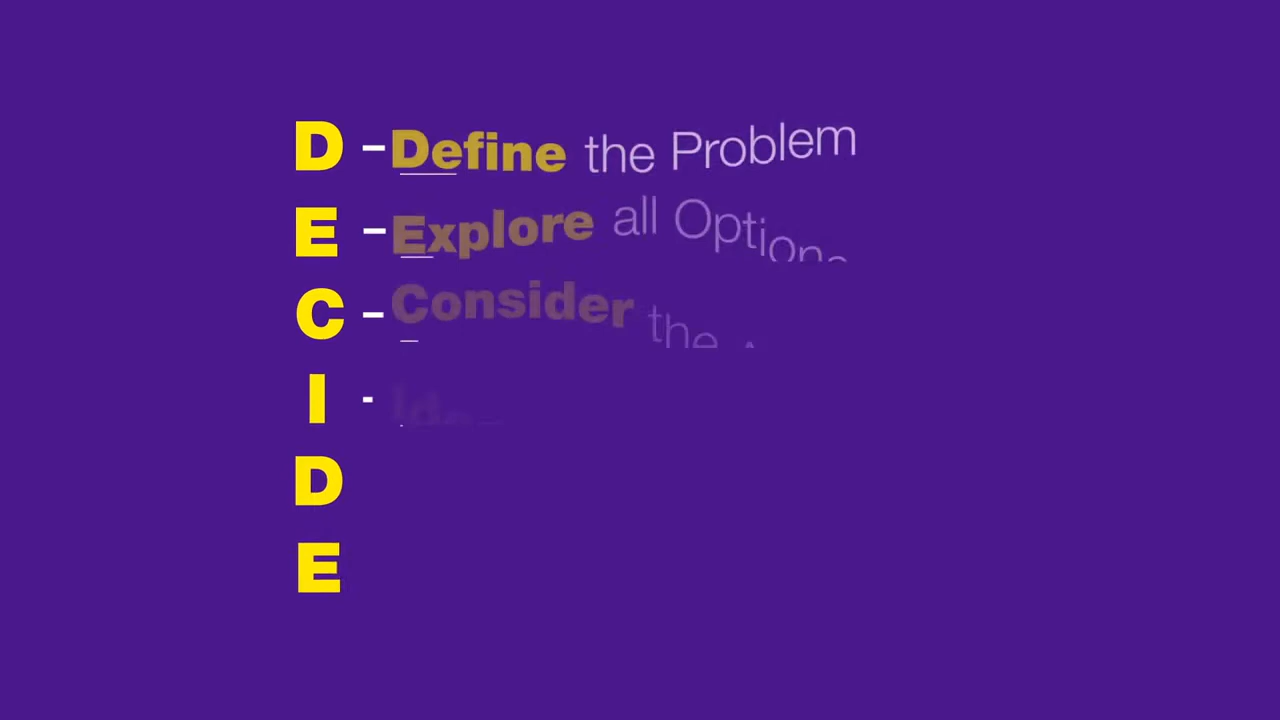 D – Define the Problem
E – Explore all Options
C – Consider the
I -
D
E